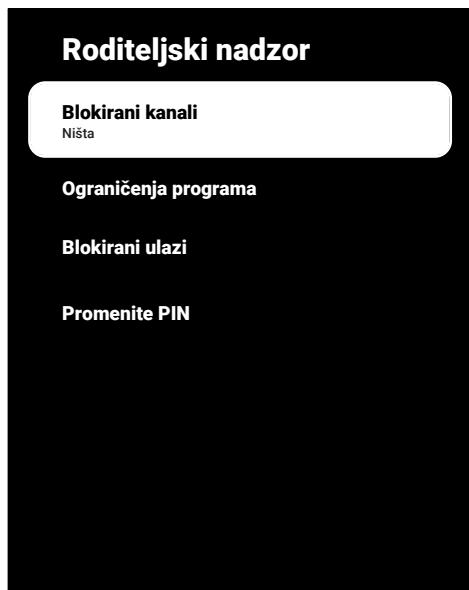 Roditeljski nadzor
Blokirani kanali
Ništa
Ograničenja programa
Blokirani ulazi
Promenite PIN